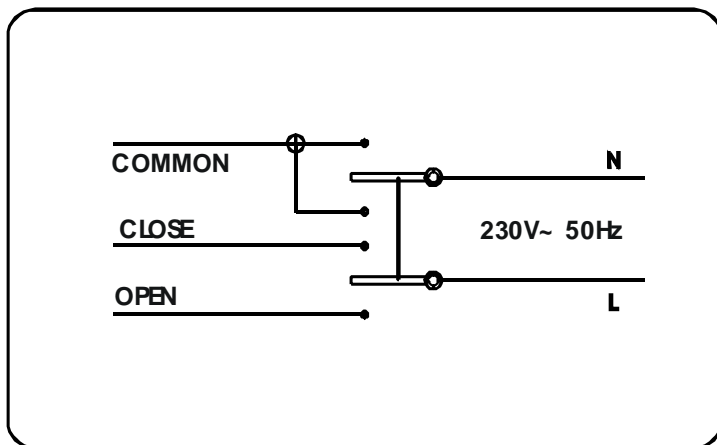 COMMON
N
CLOSE
230V~ 50Hz
OPEN
L